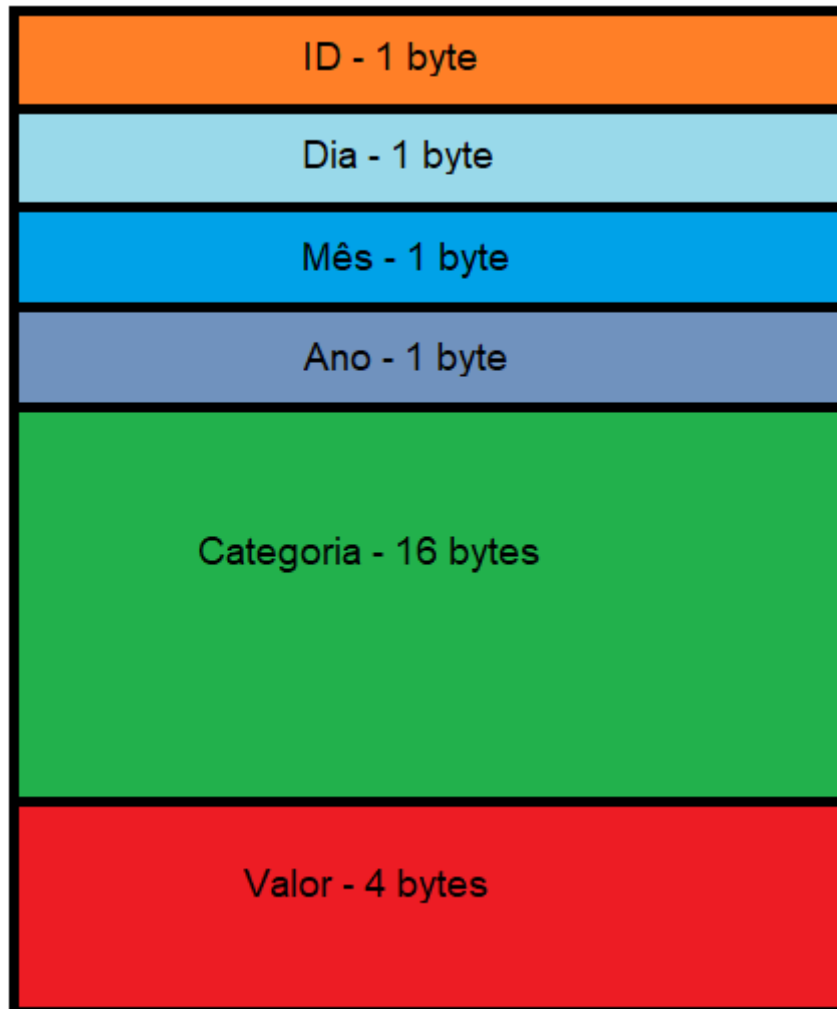 ID - 1 byte
Dia - 1 byte
Mês - 1 byte
Ano - 1 byte
Categoria - 16 bytes
Valor - 4 bytes